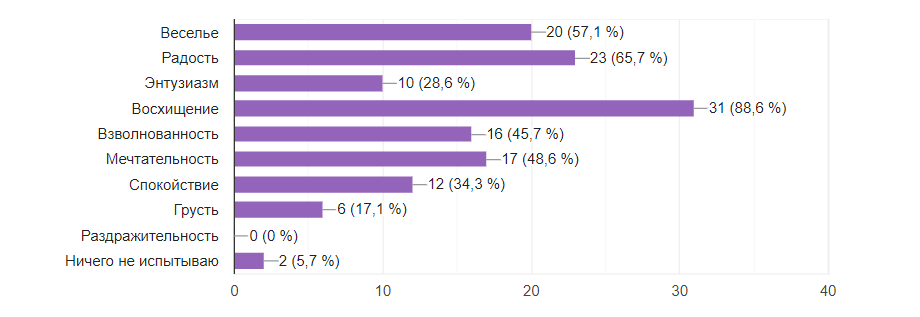 Веселье 20 (57,1 %)
Радость 23 (65,7 %)
Энтузиазм 10 (28,6 %)
Восхищение 31 (88,6 %)
Взволнованность 16 (45,7 %)
Мечтательность 17 (48,6 %)
Спокойствие 12 (34,3 %)
Грусть 6 (17,1 %)
Раздражительность 0 (0 %)
Ничего не испытываю 2 (5,7 %)
0 10 20 30 40